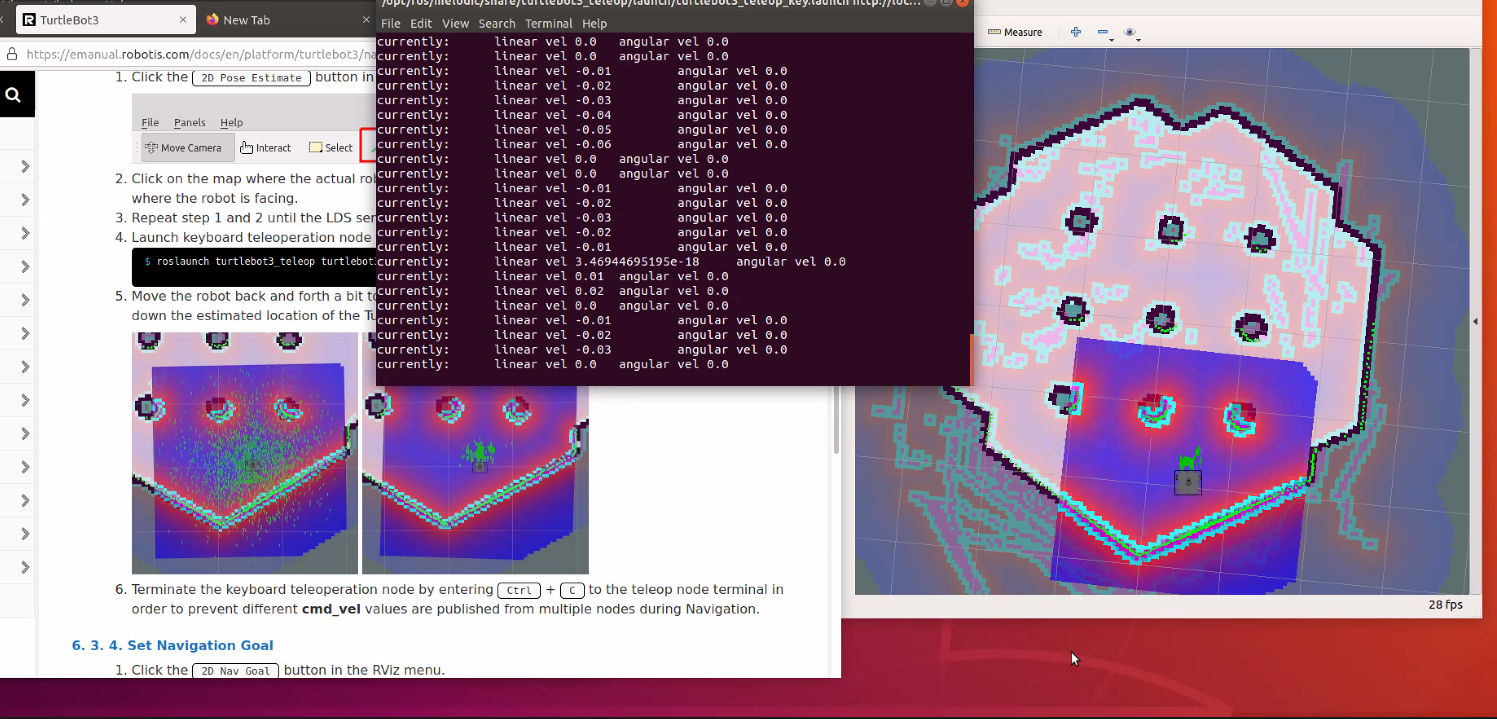 TurtleBot3
New Tab
https://emanual.robotis.com/docs/en/platform/turtlebot3/na
1. Click the 2D Pose Estimate button in
File Panels Help
Move Camera Interact Select
2. Click on the map where the actual
where the robot is facing.
3. Repeat step 1 and 2 until the LDS
4. Launch keyboard teleoperation node
$ roslaunch turtlebot3_teleop
5. Move the robot back and forth a bit
down the estimated location of the
6. Terminate the keyboard teleoperation node by entering Ctrl + C to the teleop node terminal in
order to prevent different cmd_vel values are published from multiple nodes during Navigation.
6. 3. 4. Set Navigation Goal
1. Click the 2D Nav Goal button in the RViz menu.
/opt/ros/melodic/share/turtlebot3_teleop/launch/turtlebot3_teleop_key.launch http://loc...
File Edit View Search Terminal Help
currently: linear vel 0.0 angular vel 0.0
currently: linear vel 0.0 angular vel 0.0
currently: linear vel -0.01 angular vel 0.0
currently: linear vel -0.02 angular vel 0.0
currently: linear vel -0.03 angular vel 0.0
currently: linear vel -0.04 angular vel 0.0
currently: linear vel -0.05 angular vel 0.0
currently: linear vel -0.06 angular vel 0.0
currently: linear vel 0.0 angular vel 0.0
currently: linear vel 0.0 angular vel 0.0
currently: linear vel -0.01 angular vel 0.0
currently: linear vel -0.02 angular vel 0.0
currently: linear vel -0.03 angular vel 0.0
currently: linear vel -0.02 angular vel 0.0
currently: linear vel -0.01 angular vel 0.0
currently: linear vel 3.46944695195e-18 angular vel 0.0
currently: linear vel 0.01 angular vel 0.0
currently: linear vel 0.02 angular vel 0.0
currently: linear vel 0.0 angular vel 0.0
currently: linear vel -0.01 angular vel 0.0
currently: linear vel -0.02 angular vel 0.0
currently: linear vel -0.03 angular vel 0.0
currently: linear vel 0.0 angular vel 0.0
Measure
28 fps